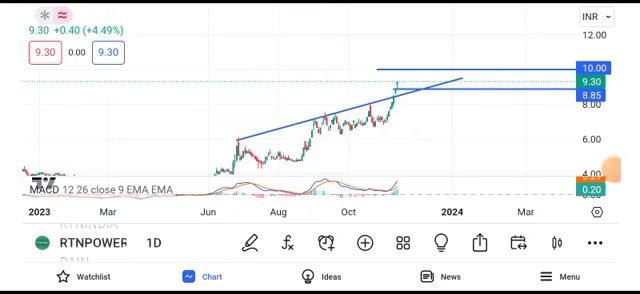 INR
9.30 +0.40 (+4.49%)
9.30 0.00 9.30
12.00
10.00
9.30
8.85
8.00
6.00
4.00
MACD 12 26 close 9 EMA EMA
0.20
2023 Mar Jun Aug Oct 2024 Mar
RTNPOWER 1D
Watchlist Chart Ideas News Menu